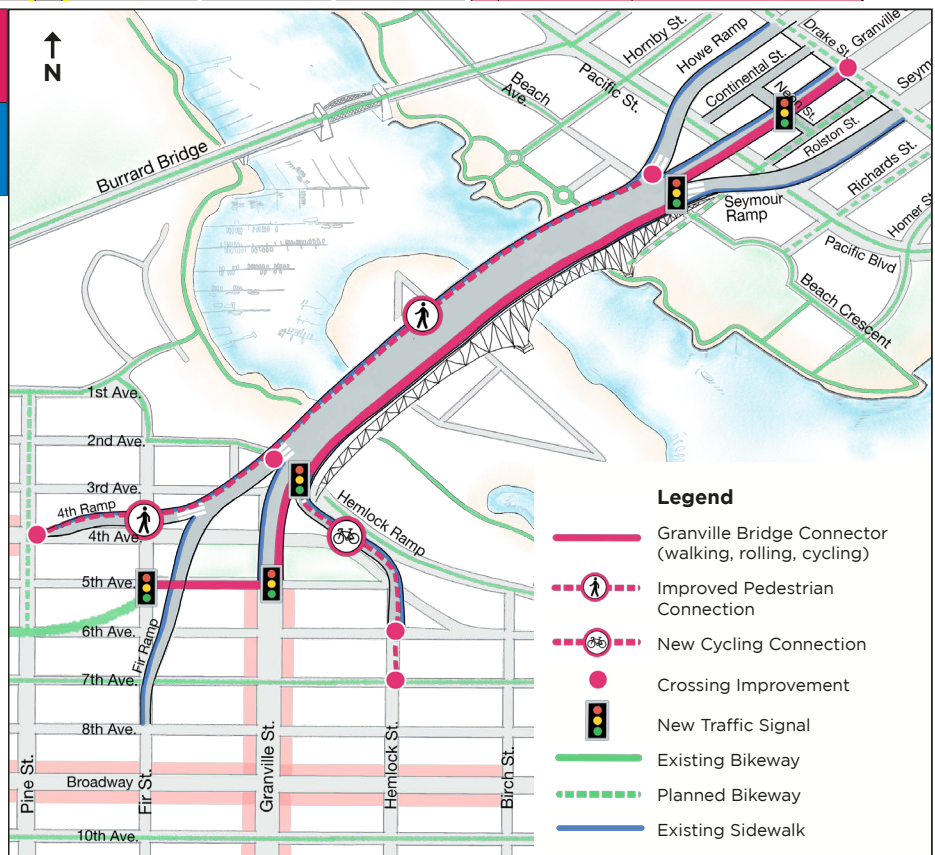 N
Hornby St.
Howe Ramp
Drake St.
Granville
Continental St.
Beach
Ave.
Pacific St.
Neon St.
Seym
Rolston St.
Richards St.
Burrard Bridge
Seymour
Ramp
Homer St
Pacific Blvd
Beach Crescent
1st Ave.
2nd Ave.
3rd Ave.
4th Ramp
4th Ave.
Hemlock Ramp
5th Ave.
6th Ave.
Fir Ramp
7th Ave.
8th Ave.
Broadway
10th Ave.
Pine St.
Fir St.
Granville St.
Hemlock St.
Birch St.
Legend
Granville Bridge Connector
(walking, rolling, cycling)
Improved Pedestrian
Connection
New Cycling Connection
Crossing Improvement
New Traffic Signal
Existing Bikeway
Planned Bikeway
Existing Sidewalk